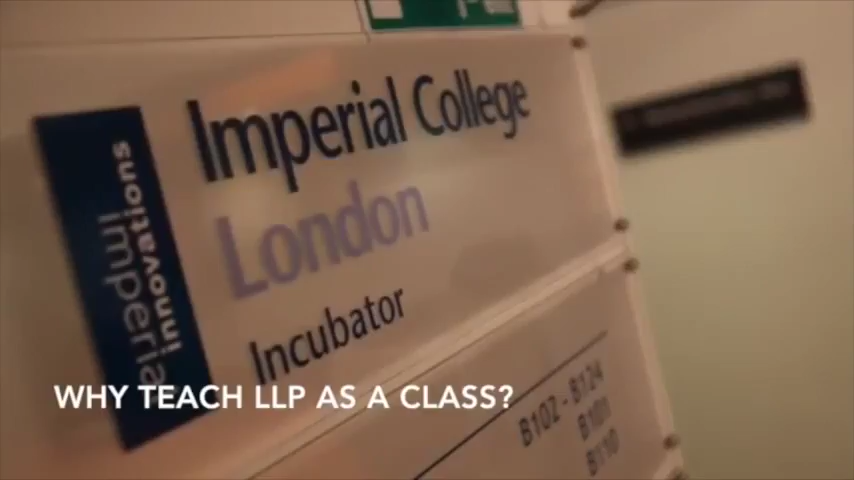 Imperial College
London
Incubator
imperial
innovations
WHY TEACH LLP AS A CLASS?
B102 - B124
B101
B110